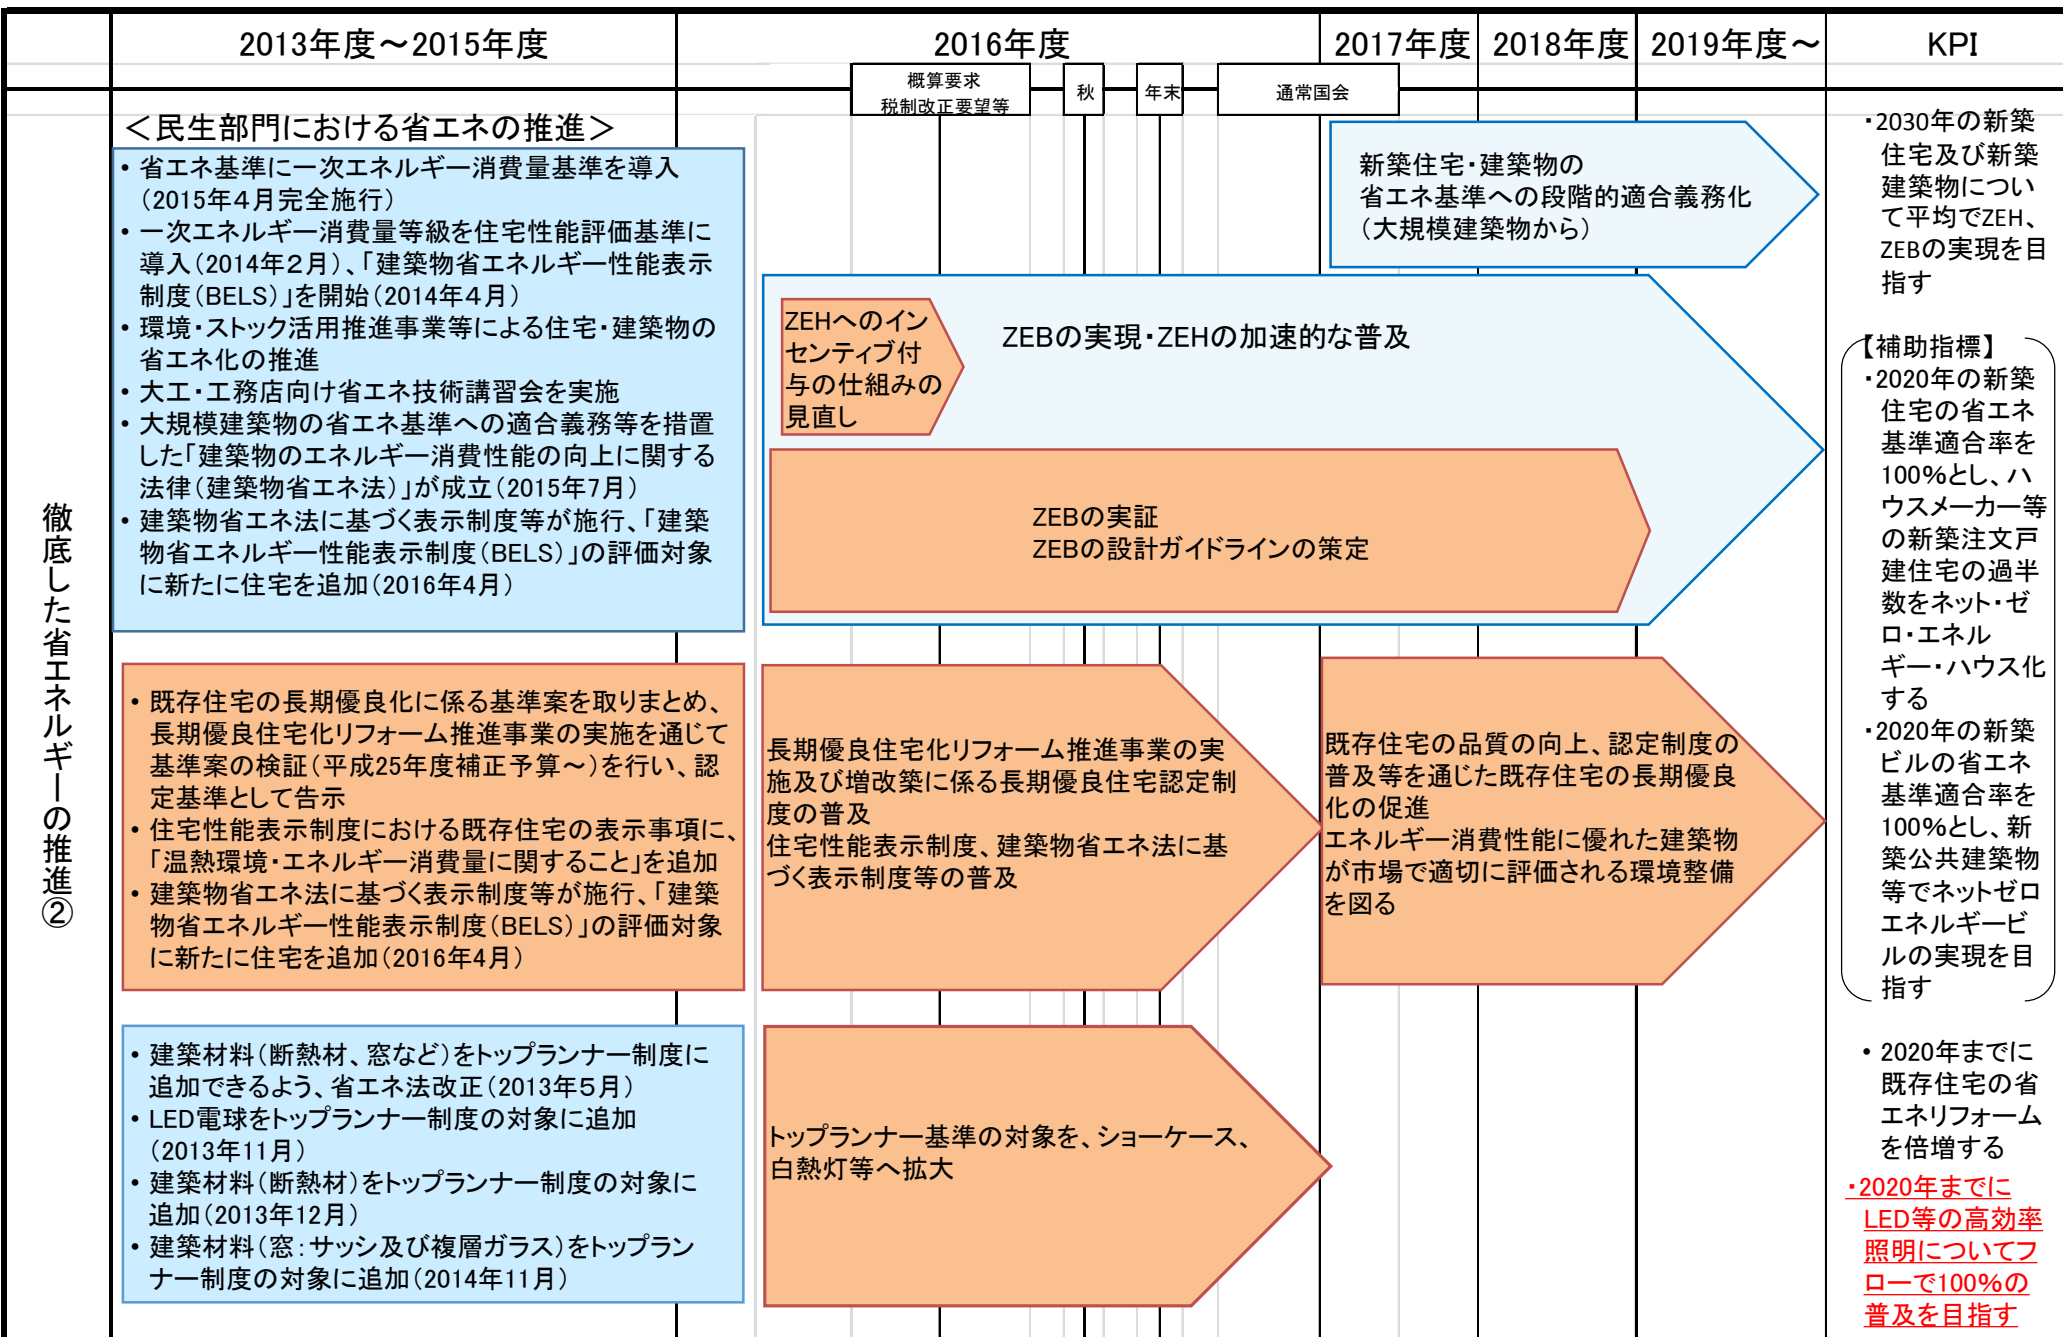 2013年度～2015年度
2016年度
2017年度
2018年度
2019年度～
KPI
概算要求
税制改正要望等
秋
年末
通常国会
徹底した省エネルギーの推進②
＜民生部門における省エネの推進＞
• 省エネ基準に一次エネルギー消費量基準を導入
（2015年４月完全施行）
• 一次エネルギー消費量等級を住宅性能評価基準に
導入（2014年２月）、「建築物省エネルギー性能表示
制度（BELS）」を開始（2014年４月）
• 環境・ストック活用推進事業等による住宅・建築物の
省エネ化の推進
• 大工・工務店向け省エネ技術講習会を実施
• 大規模建築物の省エネ基準への適合義務等を措置
した「建築物のエネルギー消費性能の向上に関する
法律（建築物省エネ法）」が成立（2015年７月）
• 建築物省エネ法に基づく表示制度等が施行、「建築
物省エネルギー性能表示制度（BELS）」の評価対象
に新たに住宅を追加（2016年４月）
新築住宅・建築物の
省エネ基準への段階的適合義務化
（大規模建築物から）
ZEHへのイン
センティブ付
与の仕組みの
見直し
ZEBの実現・ZEHの加速的な普及
ZEBの実証
ZEBの設計ガイドラインの策定
• 既存住宅の長期優良化に係る基準案を取りまとめ、
長期優良住宅化リフォーム推進事業の実施を通じて
基準案の検証（平成25年度補正予算～）を行い、認
定基準として告示
• 住宅性能表示制度における既存住宅の表示事項に、
「温熱環境・エネルギー消費量に関すること」を追加
• 建築物省エネ法に基づく表示制度等が施行、「建築
物省エネルギー性能表示制度（BELS）」の評価対象
に新たに住宅を追加（2016年４月）
長期優良住宅化リフォーム推進事業の実
施及び増改築に係る長期優良住宅認定制
度の普及
住宅性能表示制度、建築物省エネ法に基
づく表示制度等の普及
既存住宅の品質の向上、認定制度の
普及等を通じた既存住宅の長期優良
化の促進
エネルギー消費性能に優れた建築物
が市場で適切に評価される環境整備
を図る
• 建築材料（断熱材、窓など）をトップランナー制度に
追加できるよう、省エネ法改正（2013年５月）
• LED電球をトップランナー制度の対象に追加
（2013年11月）
• 建築材料（断熱材）をトップランナー制度の対象に
追加（2013年12月）
• 建築材料（窓：サッシ及び複層ガラス）をトップラン
ナー制度の対象に追加（2014年11月）
トップランナー基準の対象を、ショーケース、
白熱灯等へ拡大
・2030年の新築
住宅及び新築
建築物につい
て平均でZEH、
ZEBの実現を目
指す
【補助指標】
・2020年の新築
住宅の省エネ
基準適合率を
100％とし、ハ
ウスメーカー等
の新築注文戸
建住宅の過半
数をネット・ゼ
ロ・エネル
ギー・ハウス化
する
・2020年の新築
ビルの省エネ
基準適合率を
100％とし、新
築公共建築物
等でネットゼロ
エネルギービ
ルの実現を目
指す
• 2020年までに
既存住宅の省
エネリフォーム
を倍増する
・2020年までに
LED等の高効率
照明についてフ
ローで100％の
普及を目指す